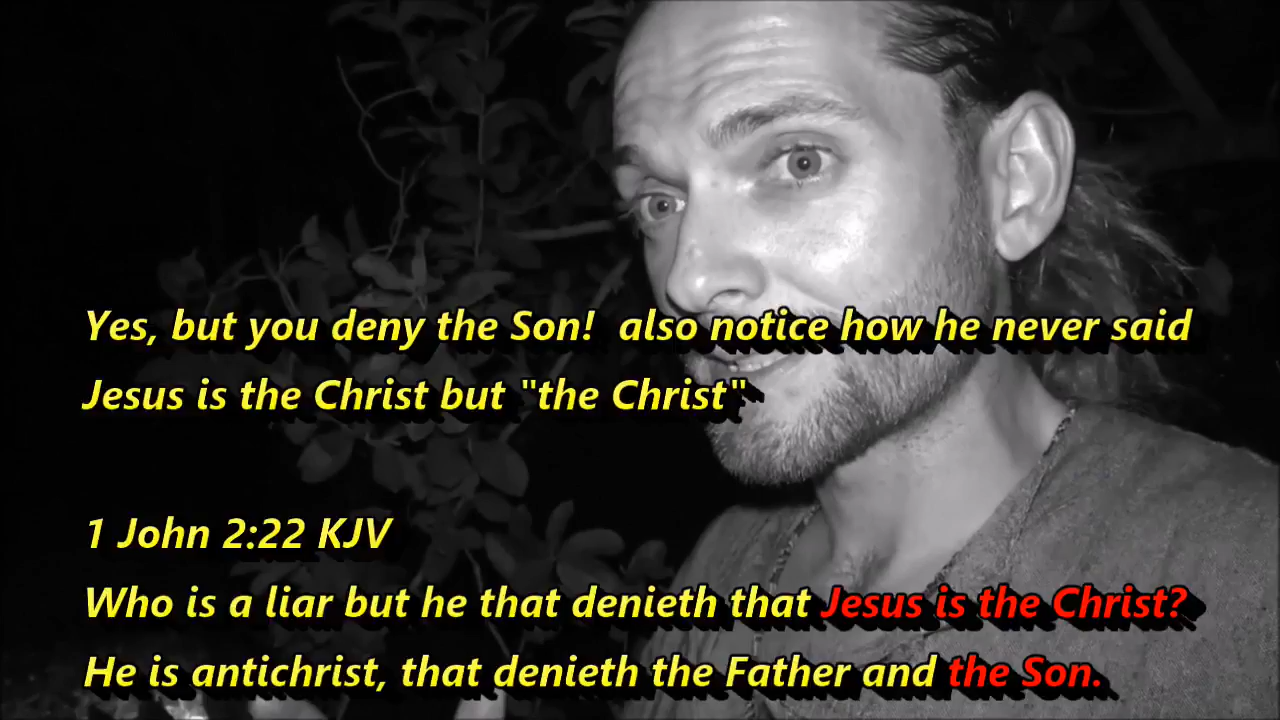 Yes, but you deny the Son!  also notice how he never said
Jesus is the Christ but "the Christ"
1 John 2:22 KJV
Who is a liar but he that denieth that Jesus is the Christ?
He is antichrist, that denieth the Father and the Son.